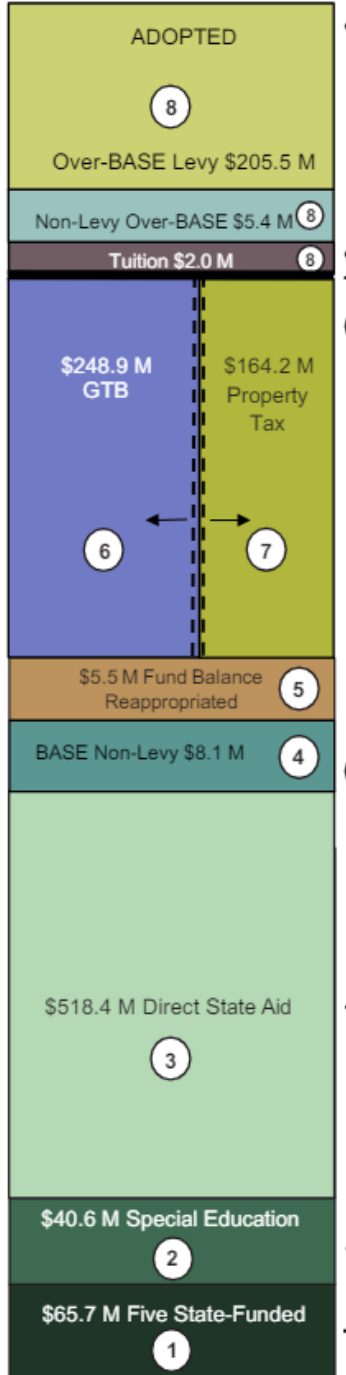 ADOPTED
8
Over-BASE Levy $205.5 M
Non-Levy Over-BASE $5.4 M 8
Tuition $2.0 M 8
$248.9 M
GTB
6
$164.2 M
Property
Tax
7
$5.5 M Fund Balance
Reappropriated
5
BASE Non-Levy $8.1 M 4
$518.4 M Direct State Aid
3
$40.6 M Special Education
2
$65.7 M Five State-Funded
1